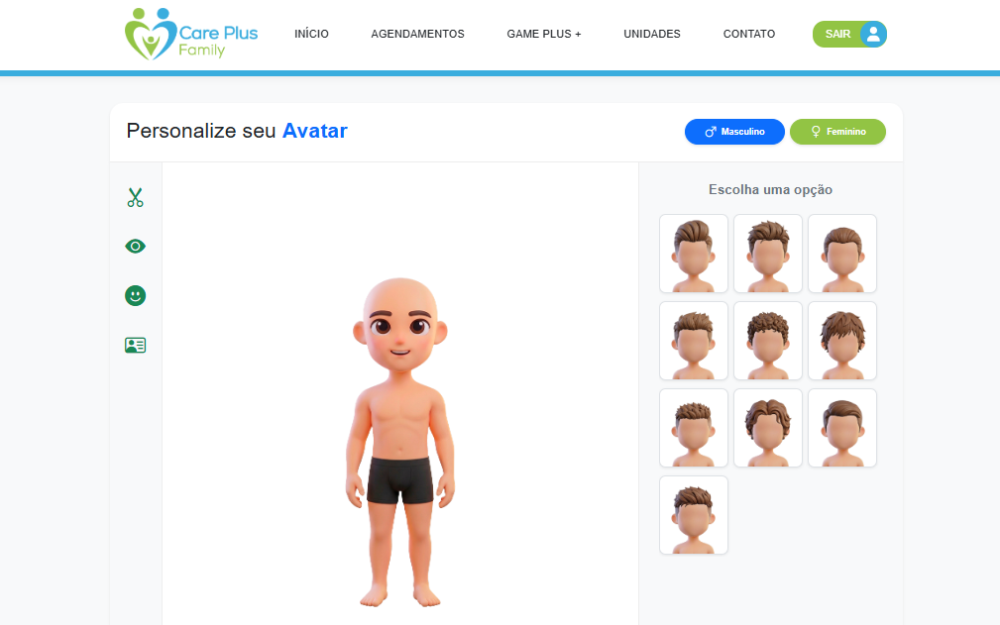 Care Plus
Family
INÍCIO
AGENDAMENTOS
GAME PLUS +
UNIDADES
CONTATO
SAIR
Personalize seu Avatar
Masculino
Feminino
Escolha uma opção